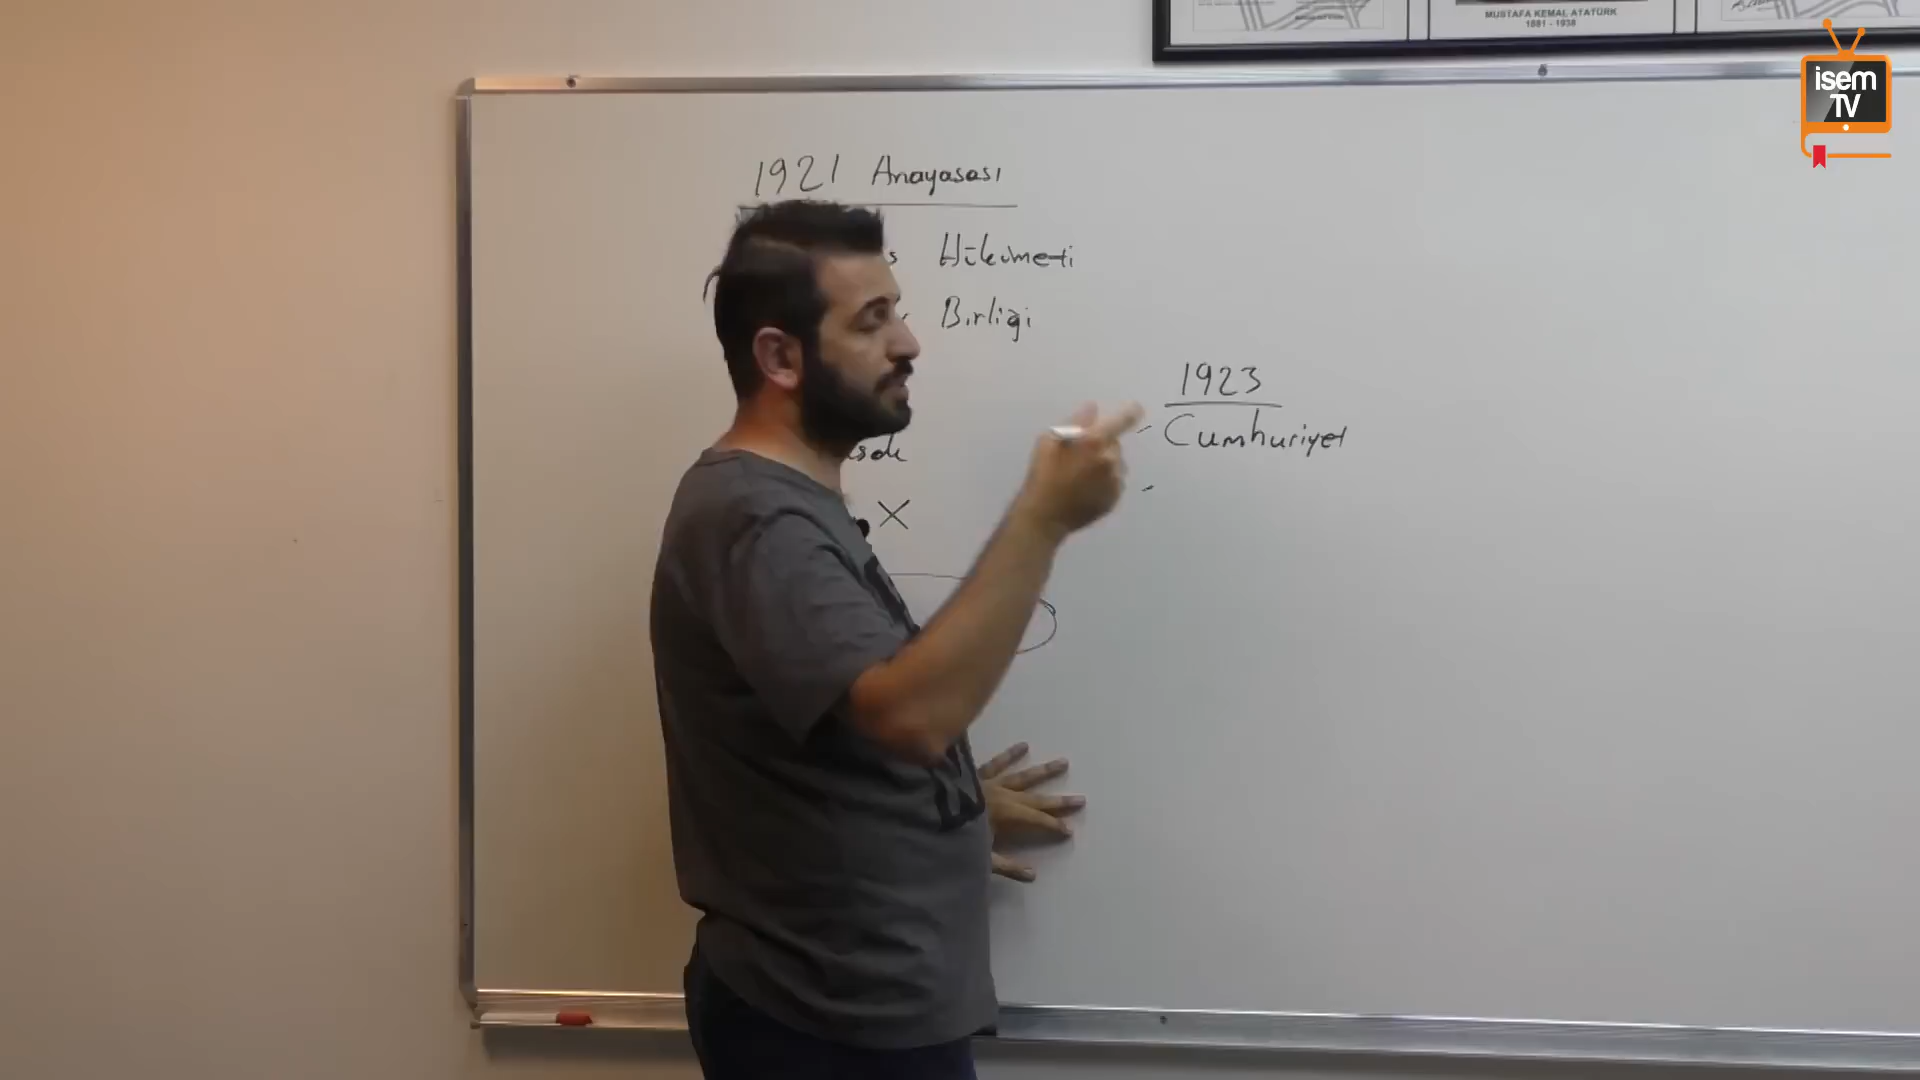 MUSTAFA KEMAL ATATÜRK
1881 - 1938
isem
TV
1921 Anayasası
Hükümeti
Birliği
1923
Cumhuriyet
X